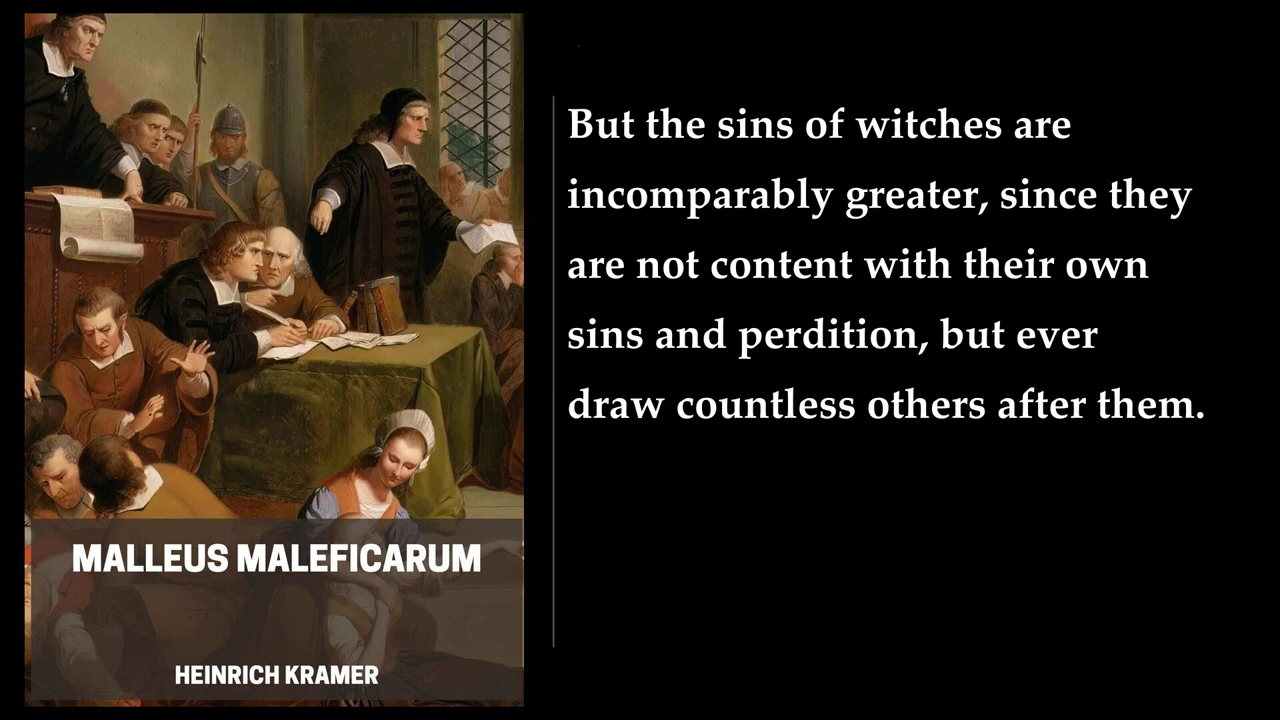 MALLEUS MALEFICARUM
HEINRICH KRAMER
But the sins of witches are
incomparably greater, since they
are not content with their own
sins and perdition, but ever
draw countless others after them.